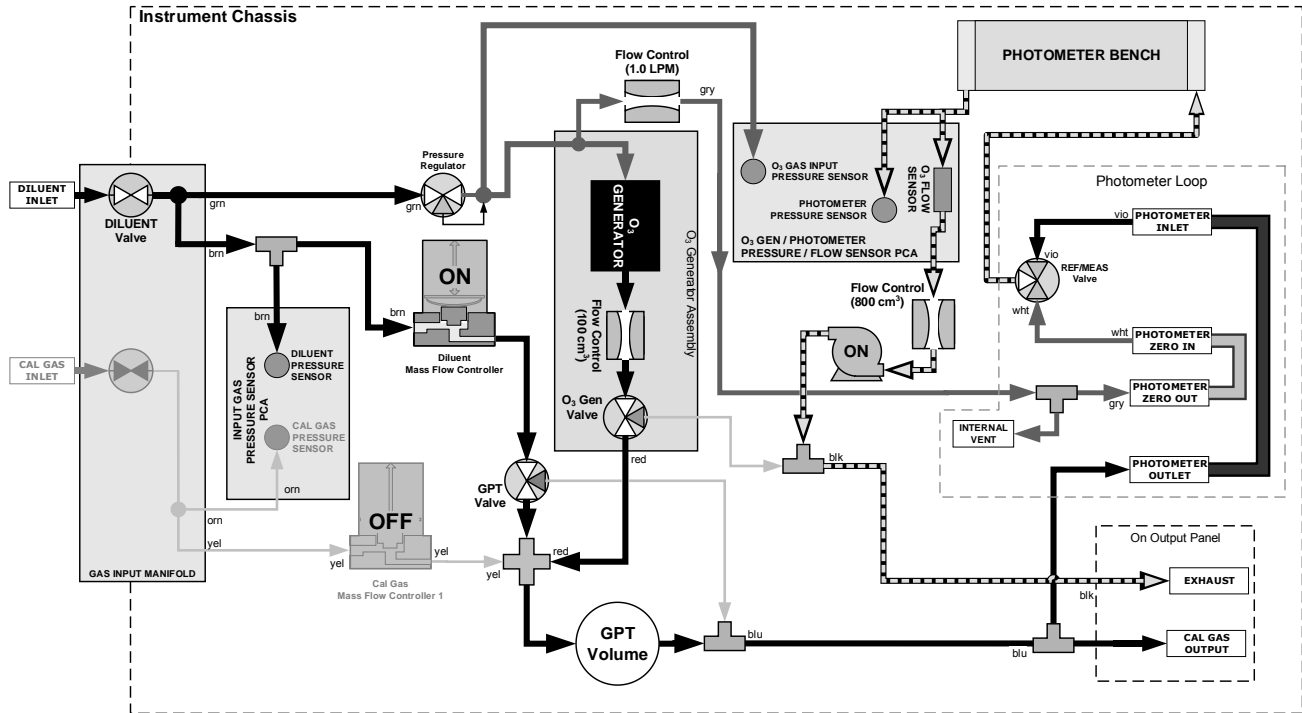 Instrument Chassis
Flow Control
(1.0 LPM)
gry
PHOTOMETER BENCH
Pressure
Regulator
O3 GAS INPUT
PRESSURE SENSOR
PHOTOMETER
PRESSURE SENSOR
O3 FLOW
SENSOR
O3 GEN / PHOTOMETER
PRESSURE / FLOW SENSOR PCA
DILUENT
INLET
DILUENT
Valve
grn
grn
brn
O3
GENERATOR
O3 Generator Assembly
Photometer Loop
vio
PHOTOMETER
INLET
vio
REF/MEAS
Valve
wht
wht
PHOTOMETER
ZERO IN
gry
PHOTOMETER
ZERO OUT
INTERNAL
VENT
PHOTOMETER
OUTLET
ON
brn
brn
Diluent
Mass Flow Controller
Flow Control
(100 cm3)
Flow Control
(800 cm3)
ON
CAL GAS
INLET
DILUENT
PRESSURE
SENSOR
CAL GAS
PRESSURE
SENSOR
INPUT GAS
PRESSURE SENSOR
PCA
orn
orn
yel
GAS INPUT MANIFOLD
O3 Gen
Valve
red
blk
GPT
Valve
OFF
yel
yel
Cal Gas
Mass Flow Controller 1
red
yel
GPT
Volume
blu
blu
On Output Panel
EXHAUST
blk
CAL GAS
OUTPUT